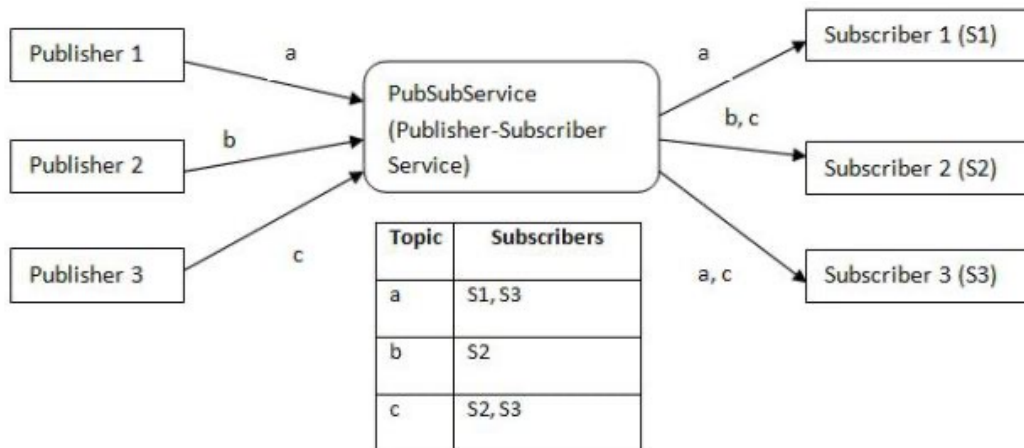 Publisher 1
a
Publisher 2
b
Publisher 3
c
PubSubService
(Publisher-Subscriber
Service)
a
Subscriber 1 (S1)
b, c
Subscriber 2 (S2)
a, c
Subscriber 3 (S3)
Topic Subscribers
a S1, S3
b S2
c S2, S3